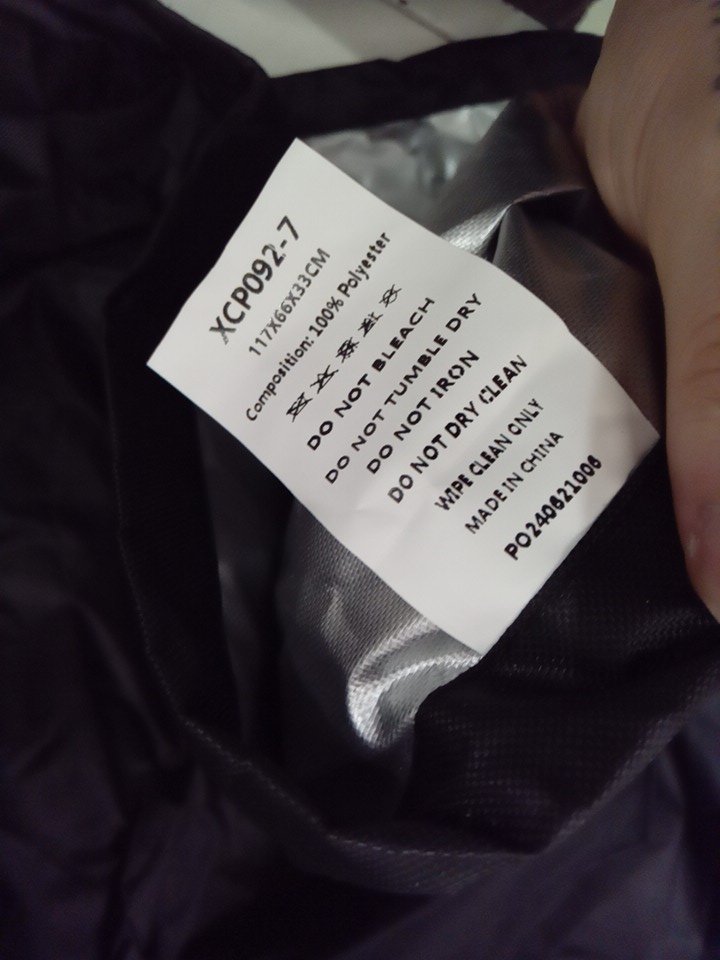 XCP092-7
117X66X33CM
Composition: 100% Polyester
DO NOT BLEACH
DO NOT TUMBLE DRY
DO NOT IRON
DO NOT DRY CLEAN
WIPE CLEAN ONLY
MADE IN CHINA
PO240621006